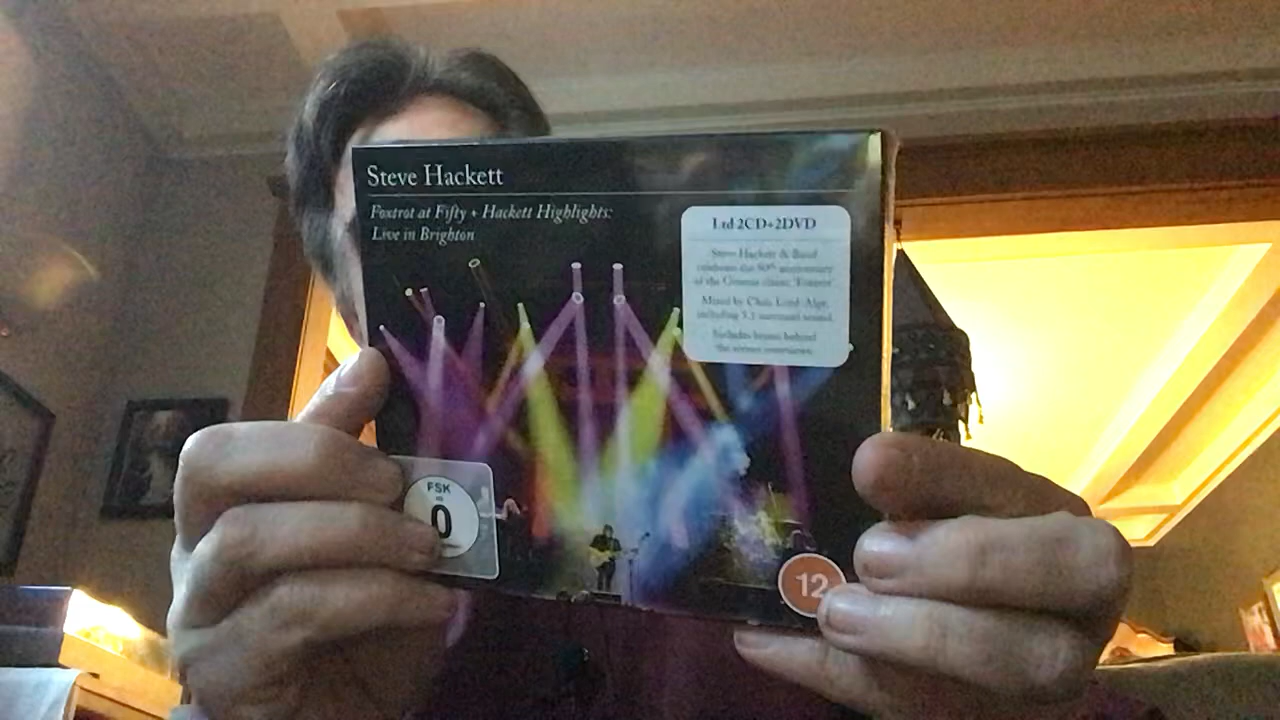 Steve Hackett
Foxtrot at Fifty + Hackett Highlights:
Live in Brighton
Ltd 2CD+2DVD
Steve Hackett & Band
celebrate the 50th anniversary
of the Genesis classic 'Foxtrot'
Mixed by Chris Lord-Alge,
including 5.1 surround sound.
Includes bonus behind
the scenes interviews.
FSK
ab
0
12